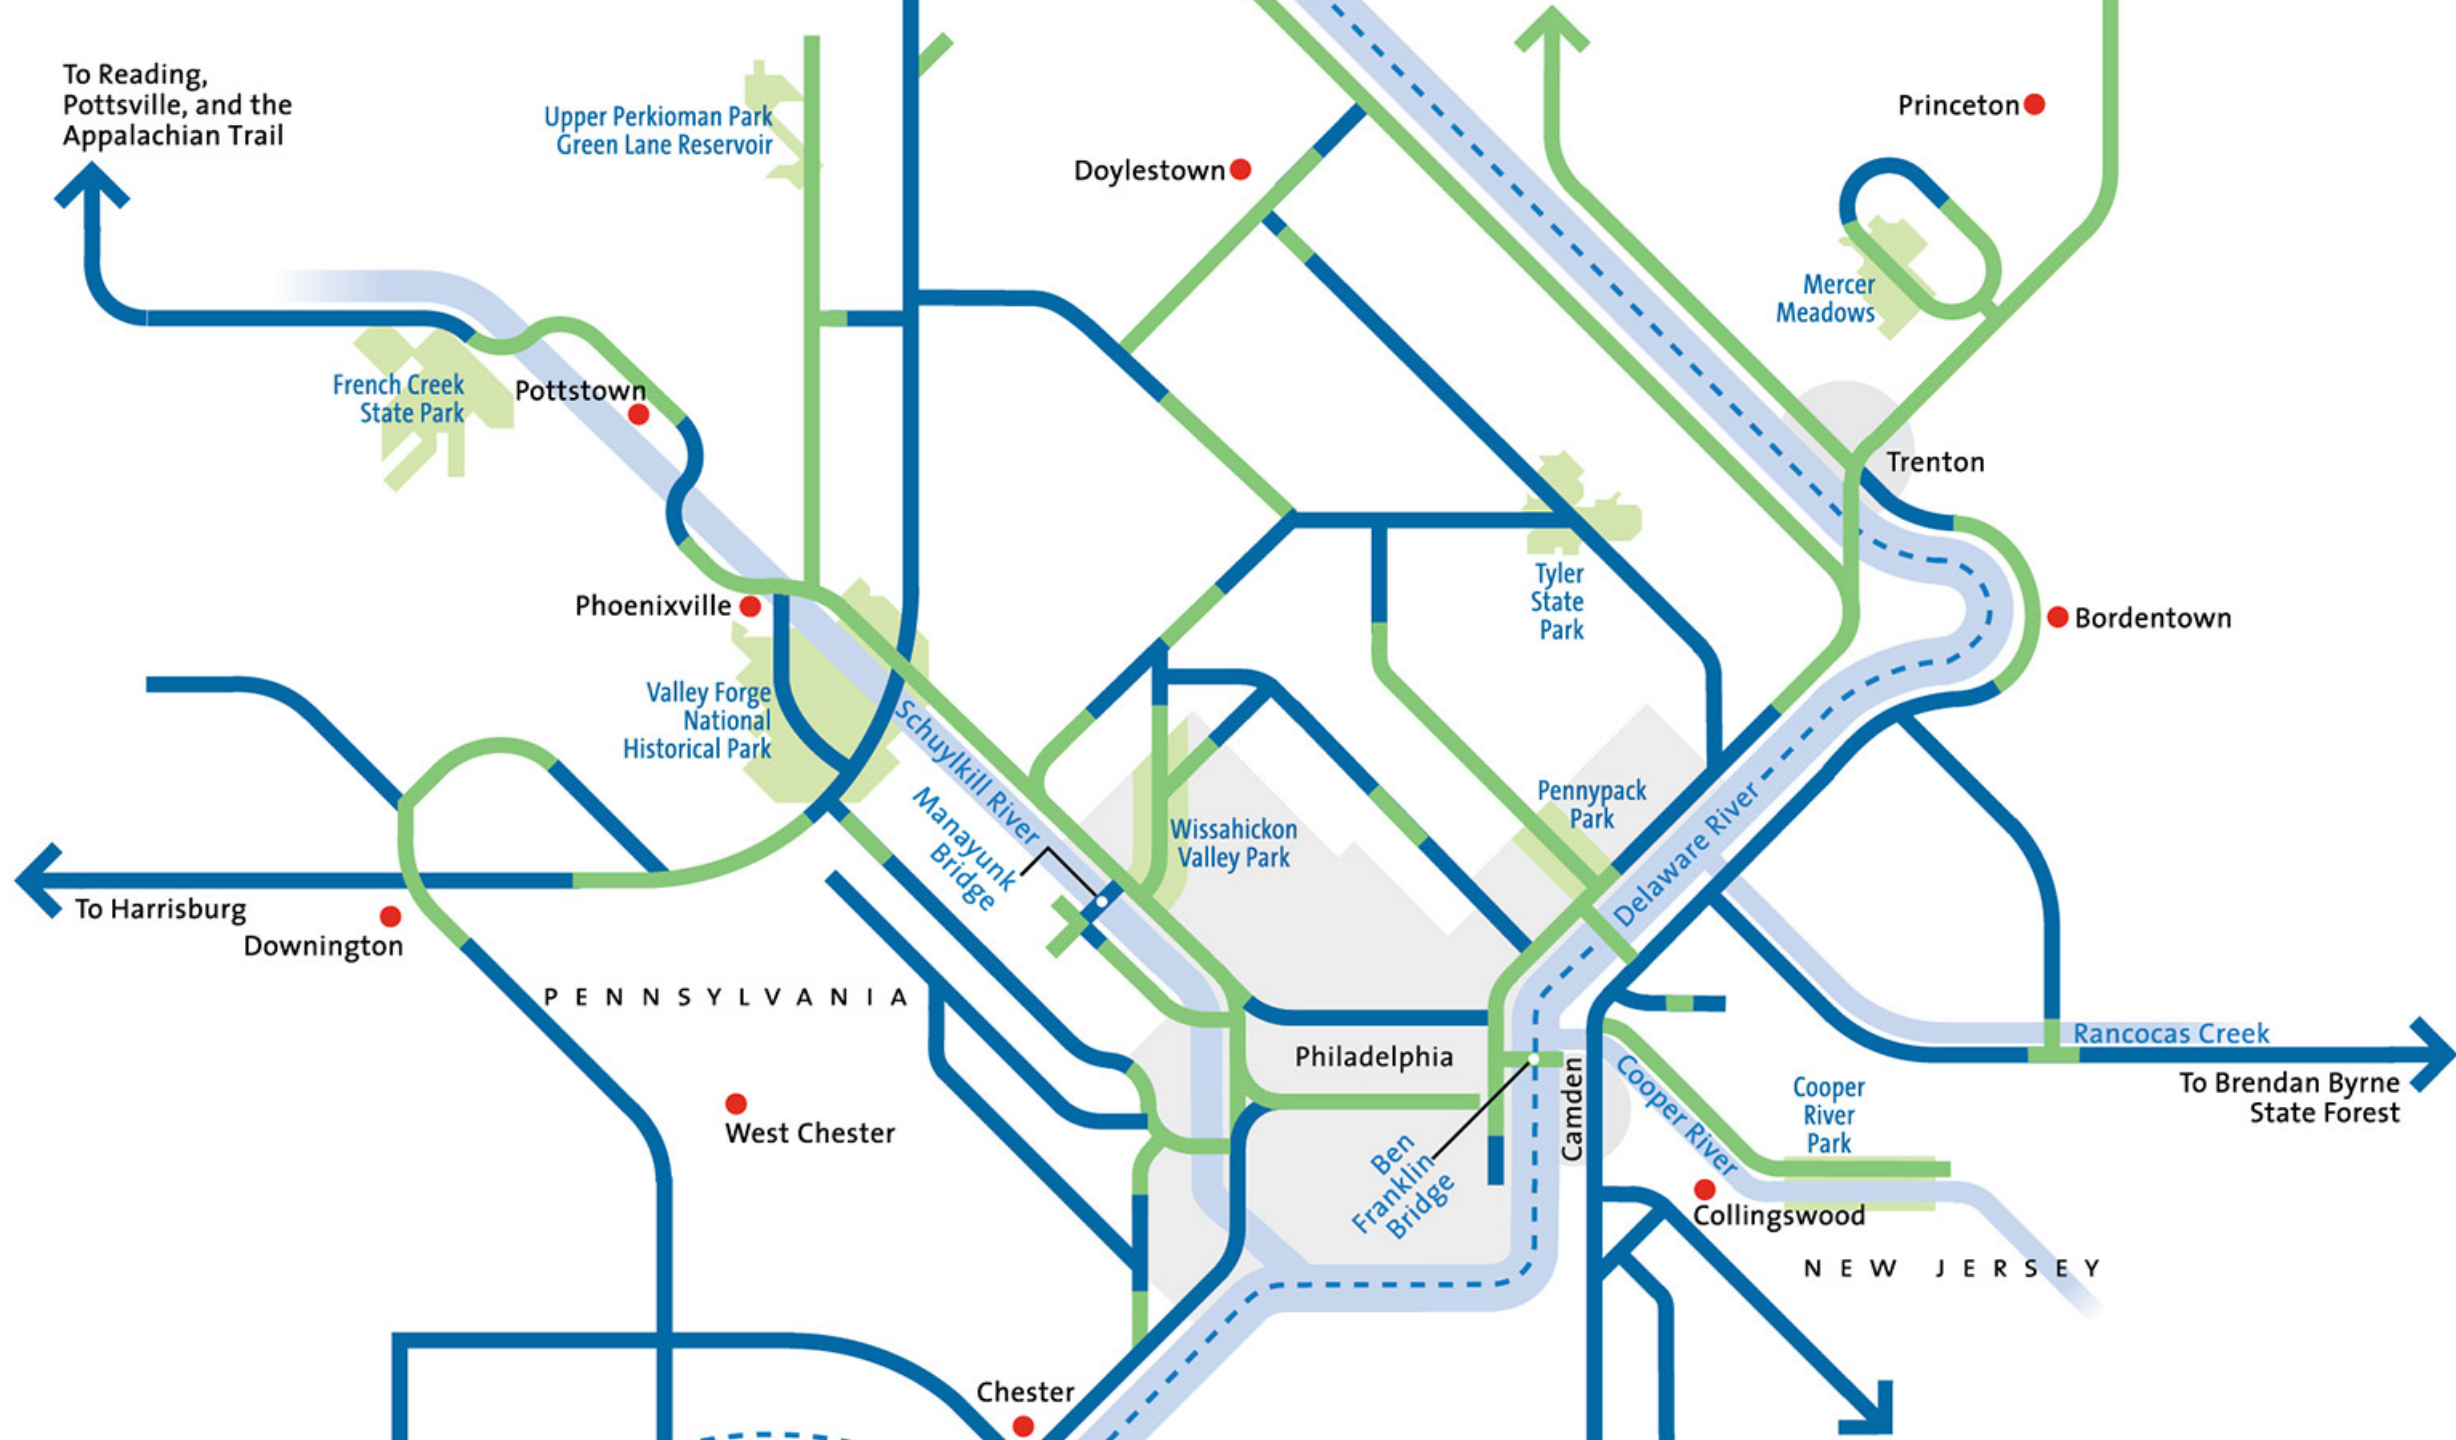 To Reading,
Pottsville, and the
Appalachian Trail
Upper Perkioman Park
Green Lane Reservoir
Doylestown
Princeton
Mercer
Meadows
French Creek
State Park
Pottstown
Trenton
Phoenixville
Tyler
State
Park
Bordentown
Valley Forge
National
Historical Park
Schuylkill River
Manayunk
Bridge
Wissahickon
Valley Park
Pennypack
Park
Delaware River
To Harrisburg
Downington
PENNSYLVANIA
Philadelphia
Camden
Rancocas Creek
To Brendan Byrne
State Forest
Cooper River
Cooper
River
Park
West Chester
Ben
Franklin
Bridge
Collingswood
NEW JERSEY
Chester